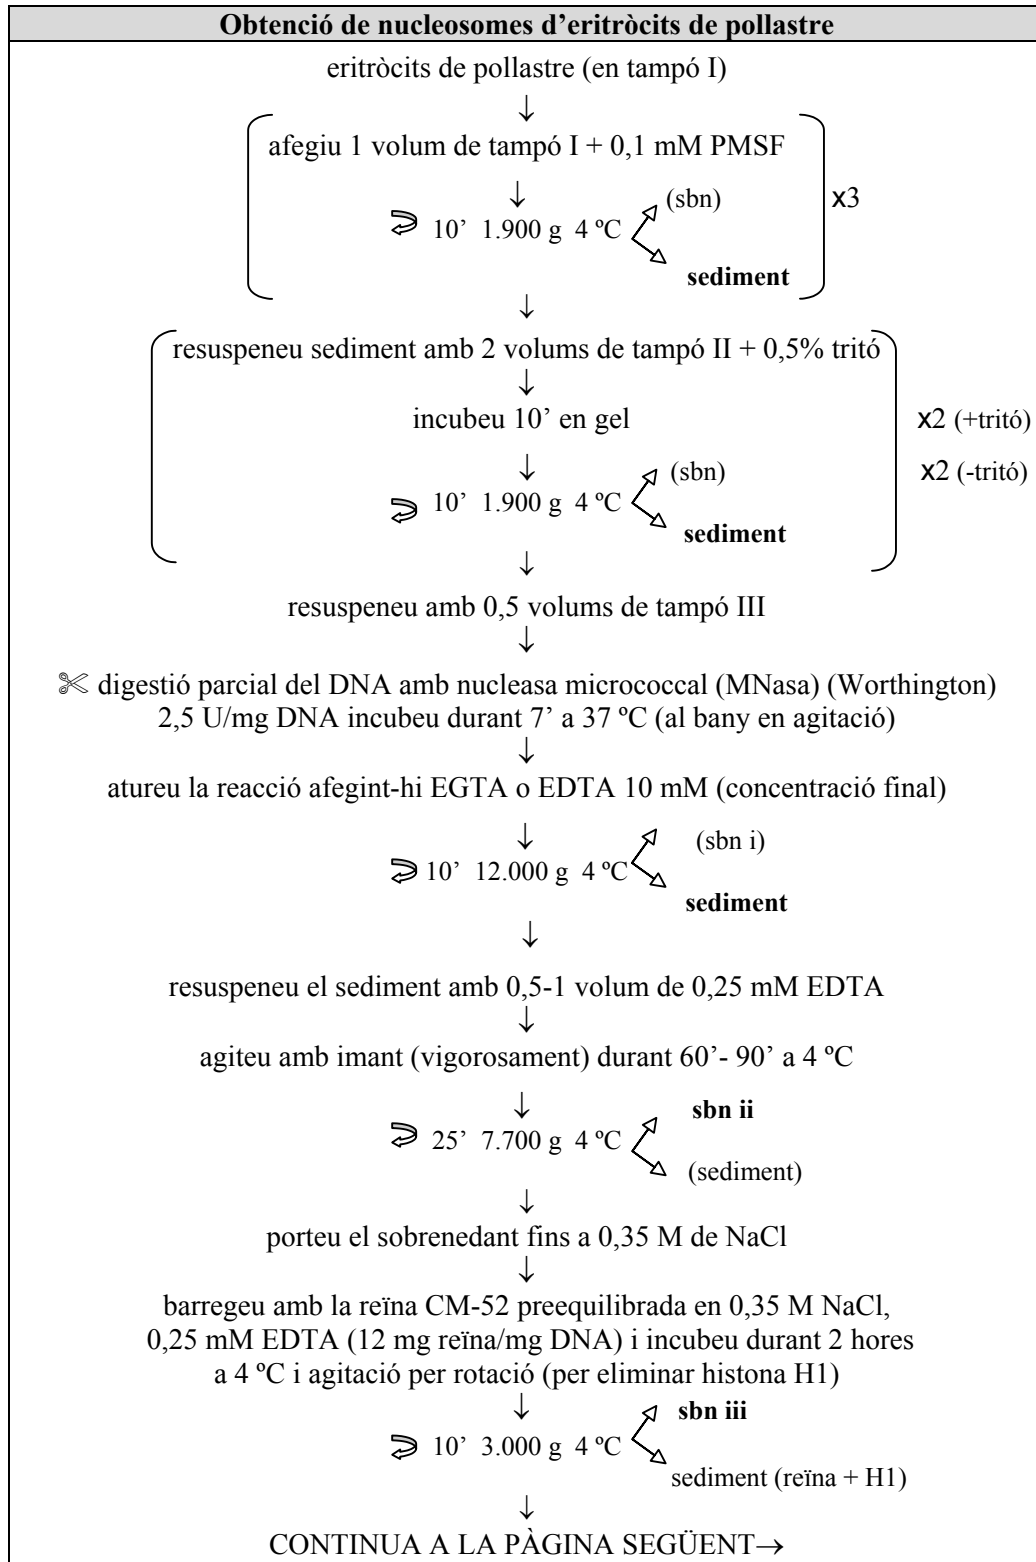 Obtenció de nucleosomes d'eritròcits de pollastre
eritròcits de pollastre (en tampó I)
↓
afegiu 1 volum de tampó I + 0,1 mM PMSF
↓
(sbn)
x3
10' 1.900 g 4 ºC
sediment
↓
resuspeneu sediment amb 2 volums de tampó II + 0,5% tritó
↓
incubeu 10' en gel
x2 (+tritó)
↓
(sbn)
x2 (-tritó)
10' 1.900 g 4 ºC
sediment
↓
resuspeneu amb 0,5 volums de tampó III
↓
✂ digestió parcial del DNA amb nucleasa micrococcal (MNasa) (Worthington)
2,5 U/mg DNA incubeu durant 7' a 37 ºC (al bany en agitació)
↓
atureu la reacció afegint-hi EGTA o EDTA 10 mM (concentració final)
↓
(sbn i)
10' 12.000 g 4 ºC
sediment
↓
resuspeneu el sediment amb 0,5-1 volum de 0,25 mM EDTA
↓
agiteu amb imant (vigorosament) durant 60'- 90' a 4 ºC
↓
sbn ii
25' 7.700 g 4 ºC
(sediment)
↓
porteu el sobrenedant fins a 0,35 M de NaCl
↓
barregeu amb la reïna CM-52 preequilibrada en 0,35 M NaCl,
0,25 mM EDTA (12 mg reïna/mg DNA) i incubeu durant 2 hores
a 4 ºC i agitació per rotació (per eliminar histona H1)
↓
sbn iii
10' 3.000 g 4 ºC
sediment (reïna + H1)
↓
CONTINUA A LA PÀGINA SEGÜENT→